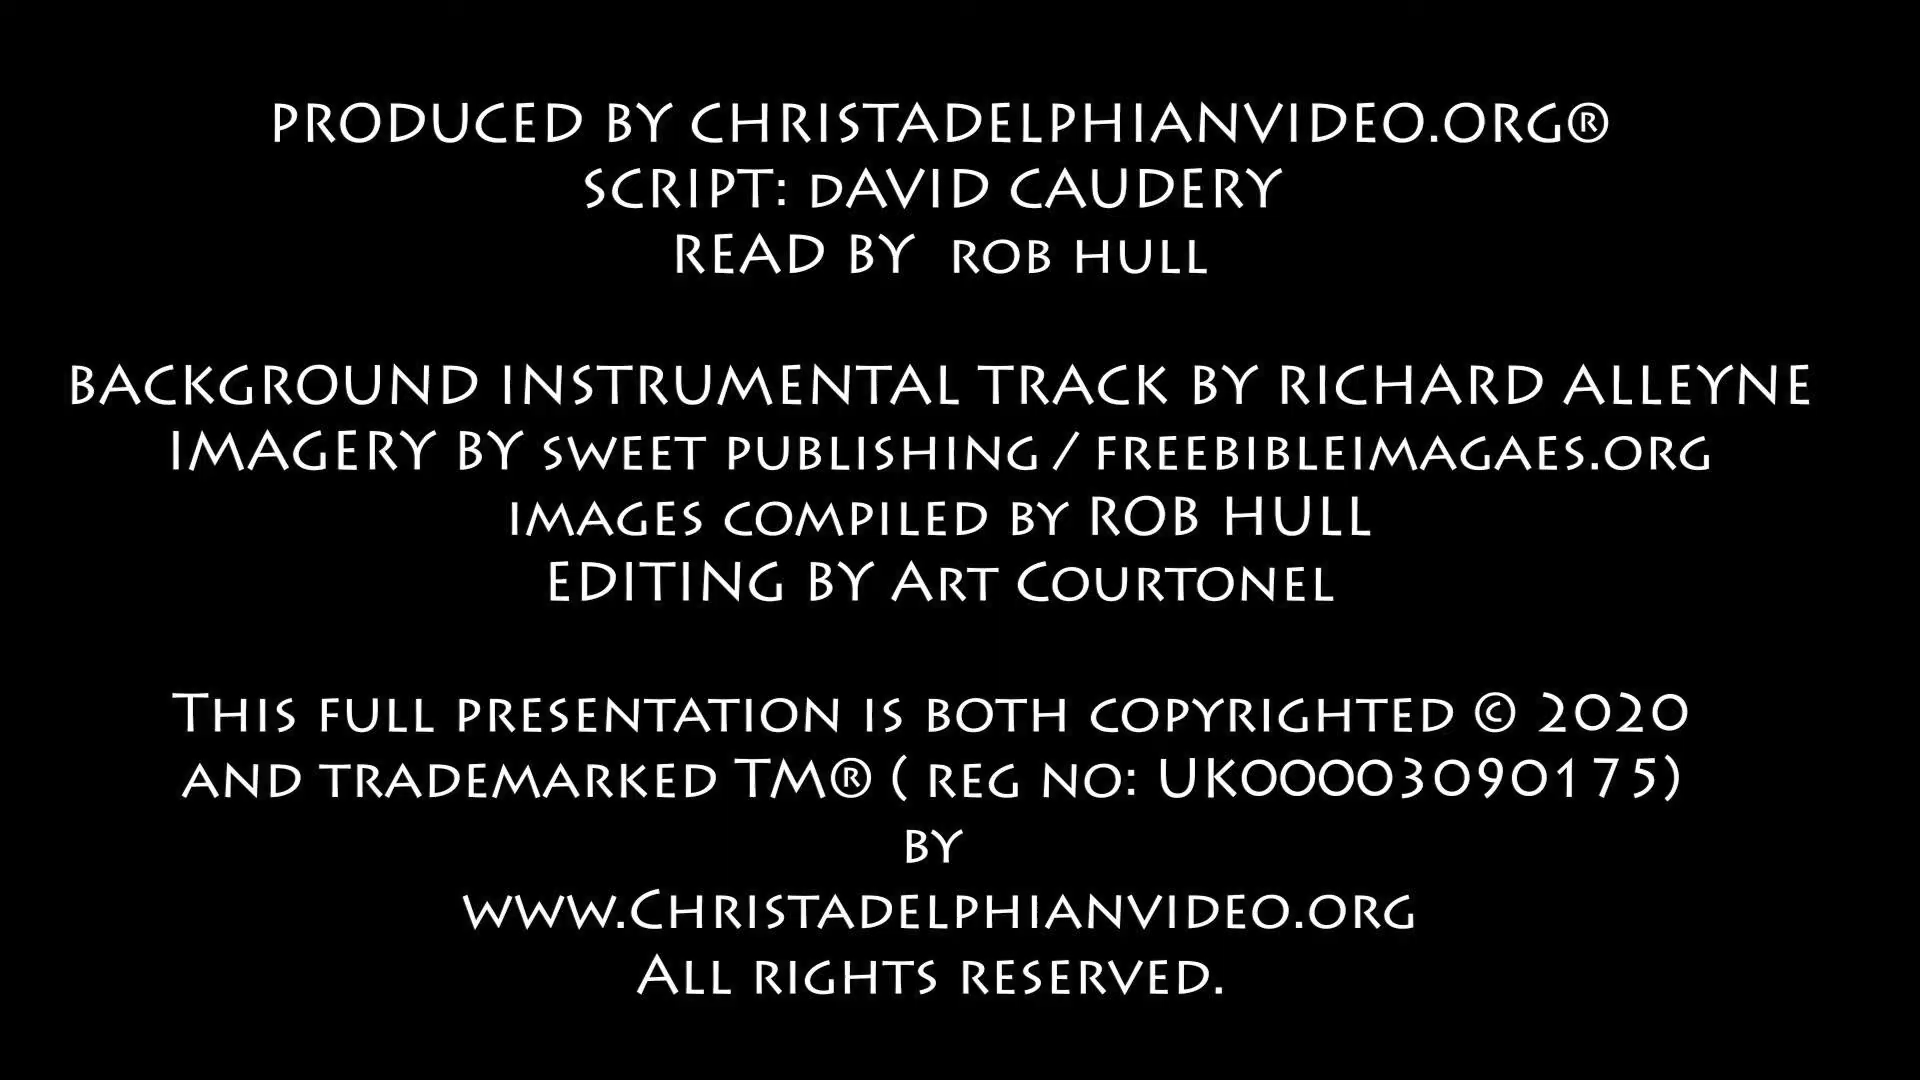 PRODUCED BY CHRISTADELPHIANVIDEO.ORG®
SCRIPT: dAVID CAUDERY
READ BY rob hull
BACKGROUND INSTRUMENTAL TRACK BY RICHARD ALLEYNE
IMAGERY BY sweet publishing / freebibleimagaes.org
images compiled by ROB HULL
EDITING BY Art Courtonel
This full presentation is both copyrighted © 2020
and trademarked TM® ( reg no: UK00003090175)
by
www.Christadelphianvideo.org
All rights reserved.